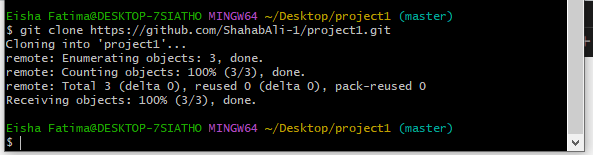 Eisha Fatima@DESKTOP-7SIATHO MINGW64 ~/Desktop/project1 (master)
$ git clone https://github.com/ShahabAli-1/project1.git
Cloning into 'project1'...
remote: Enumerating objects: 3, done.
remote: Counting objects: 100% (3/3), done.
remote: Total 3 (delta 0), reused 0 (delta 0), pack-reused 0
Receiving objects: 100% (3/3), done.
Eisha Fatima@DESKTOP-7SIATHO MINGW64 ~/Desktop/project1 (master)
$